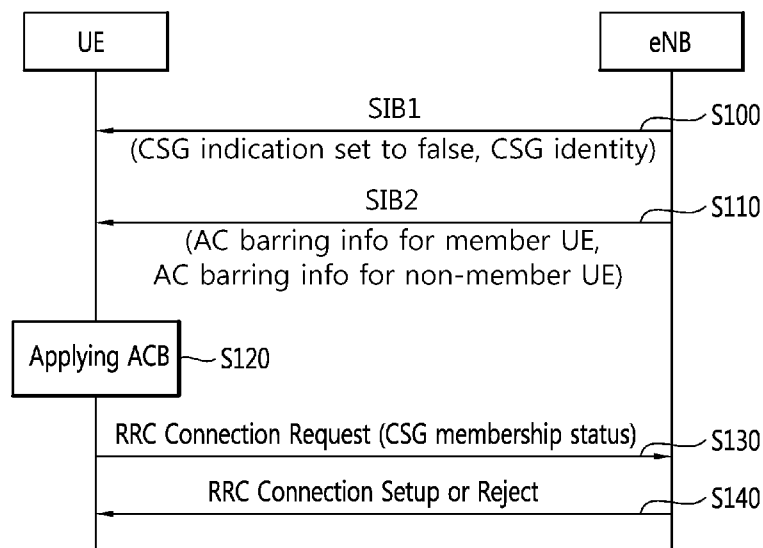 UE
eNB
SIB1
S100
(CSG indication set to false, CSG identity)
SIB2
S110
(AC barring info for member UE,
AC barring info for non-member UE)
Applying ACB
S120
RRC Connection Request (CSG membership status)
S130
RRC Connection Setup or Reject
S140